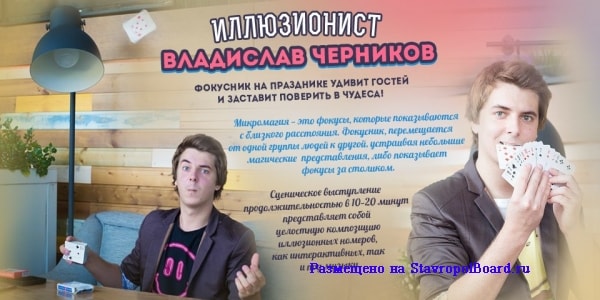 ИЛЛЮЗИОНИСТ
ВЛАДИСЛАВ ЧЕРНИКОВ
ФОКУСНИК НА ПРАЗДНИКЕ УДИВИТ ГОСТЕЙ
И ЗАСТАВИТ ПОВЕРИТЬ В ЧУДЕСА!
Микромагия – это фокусы, которые показываются
с близкого расстояния. Фокусник, перемещается
от одной группы людей к другой, устраивая небольшие
магические представления, либо показывает
фокусы за столиком.
Сценическое выступление
продолжительностью в 10-20 минут
представляет собой
целостную композицию
иллюзионных номеров,
как интерактивных, так
и под музыку.
Размещено на StavropolBoard.ru